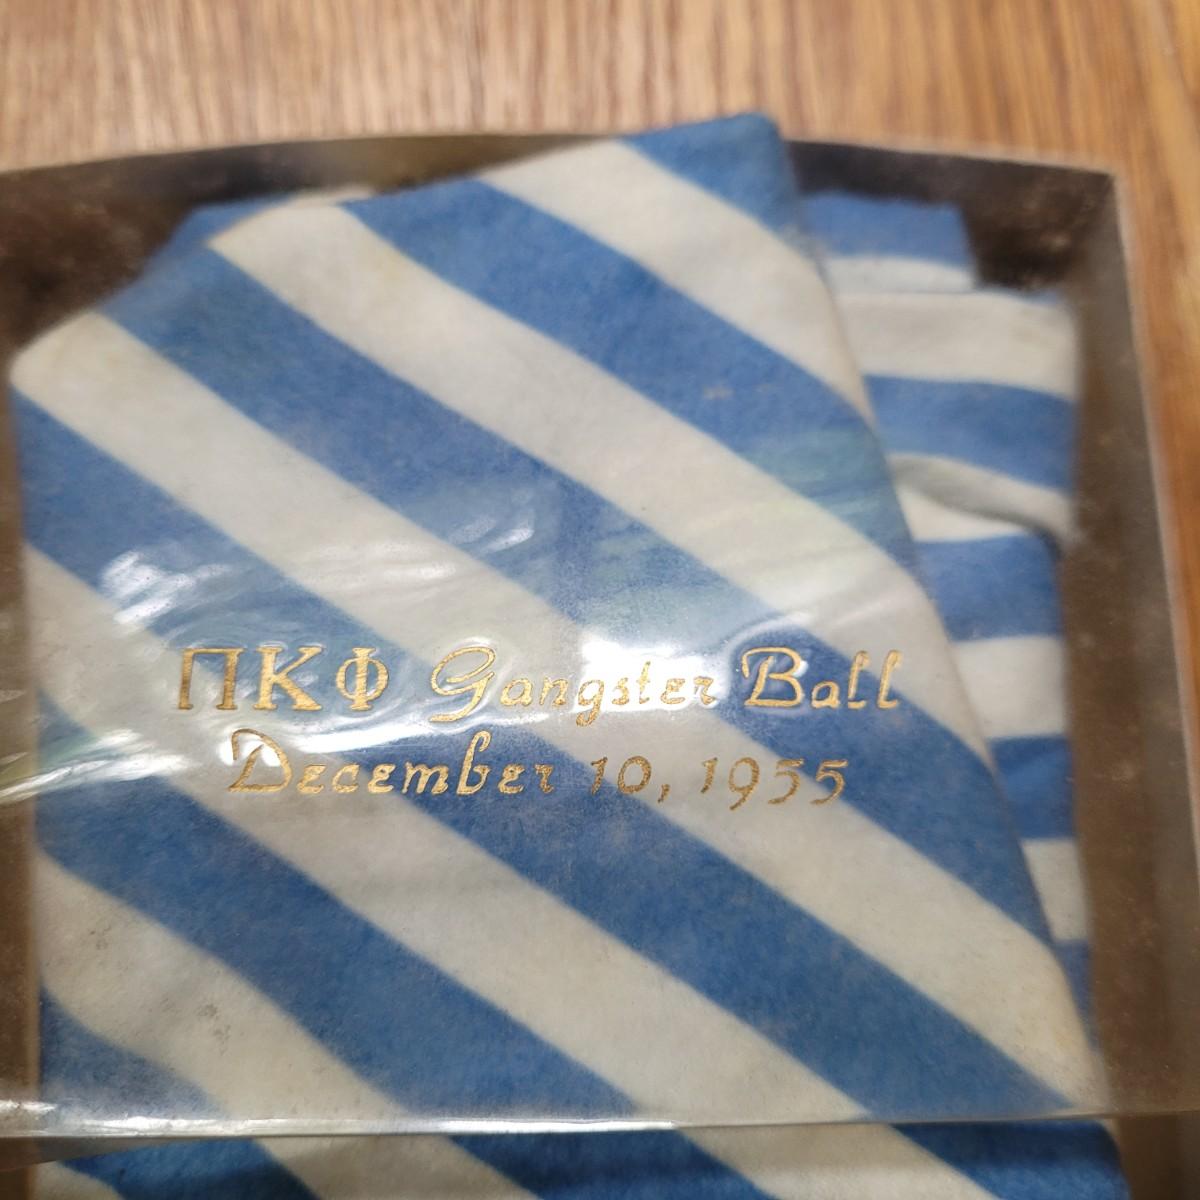 ΠΚΦ Gangster Ball
December 10, 1955